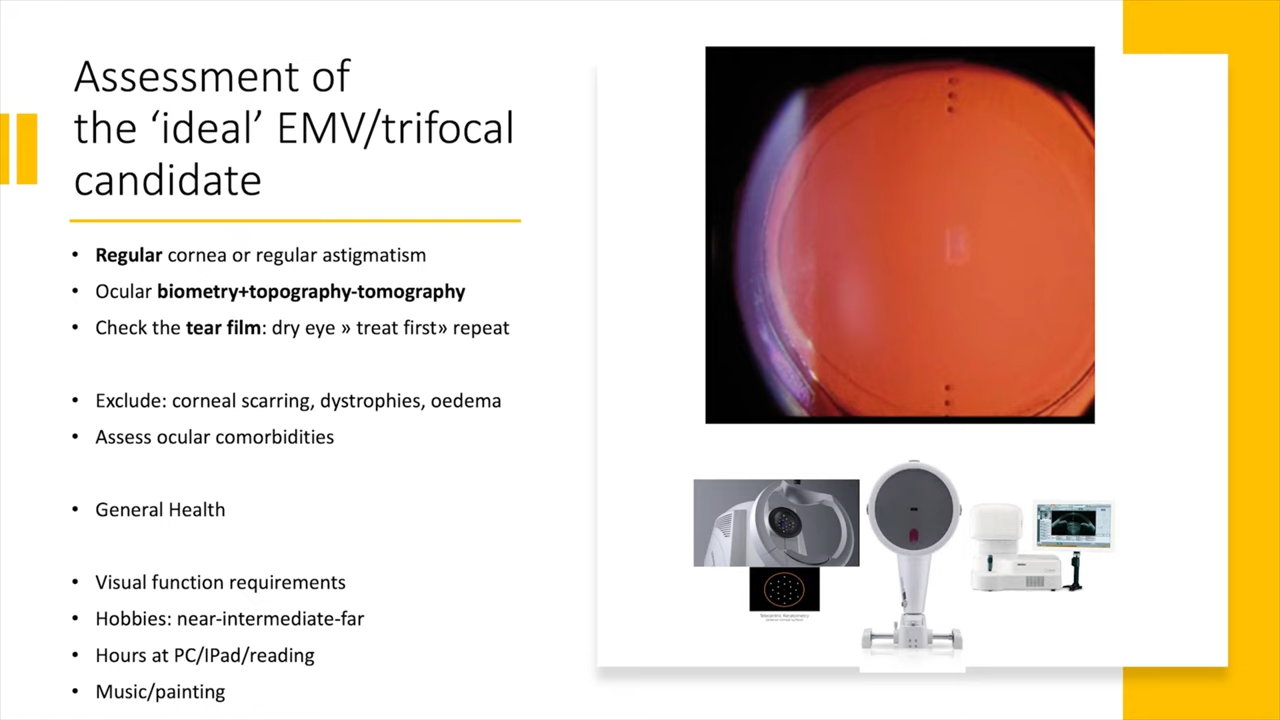 Assessment of
the ‘ideal’ EMV/trifocal
candidate
• Regular cornea or regular astigmatism
• Ocular biometry+topography-tomography
• Check the tear film: dry eye » treat first» repeat
• Exclude: corneal scarring, dystrophies, oedema
• Assess ocular comorbidities
• General Health
• Visual function requirements
• Hobbies: near-intermediate-far
• Hours at PC/IPad/reading
• Music/painting
Telecentric Keratometry